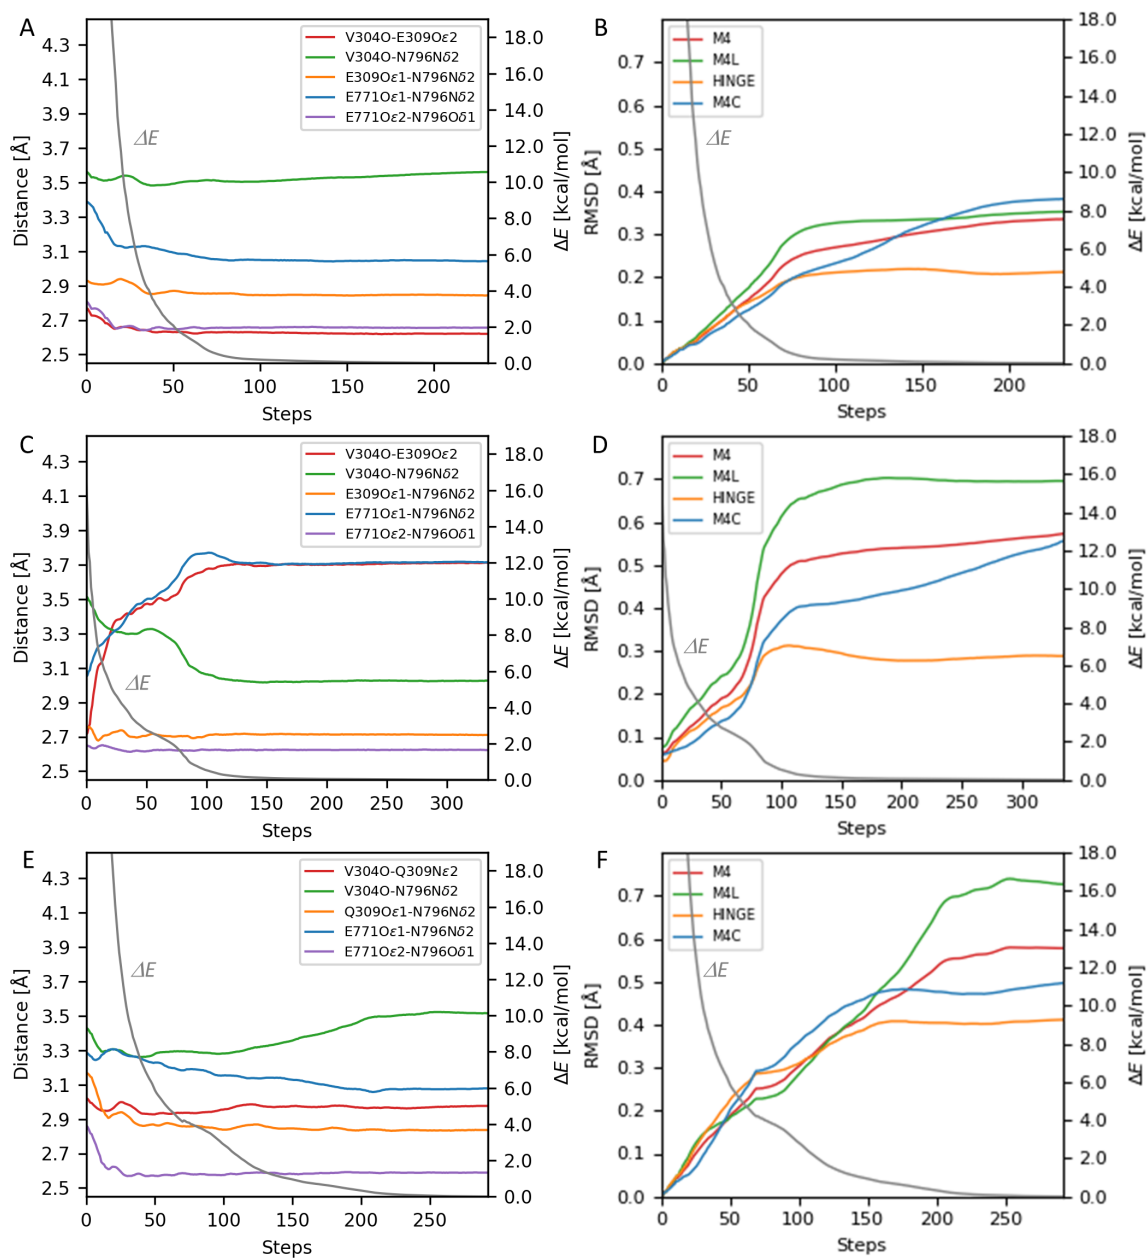 A
V304O-E309Oε2
V304O-N796Nδ2
E309Oε1-N796Nδ2
E771Oε1-N796Nδ2
E771Oε2-N796Oδ1
ΔE
Distance [Å]
4.3
4.1
3.9
3.7
3.5
3.3
3.1
2.9
2.7
2.5
18.0
16.0
14.0
12.0
10.0
8.0
6.0
4.0
2.0
0.0
ΔE [kcal/mol]
0 50 100 150 200
Steps
B
M4
M4L
HINGE
M4C
ΔE
RMSD [Å]
0.7
0.6
0.5
0.4
0.3
0.2
0.1
0.0
18.0
16.0
14.0
12.0
10.0
8.0
6.0
4.0
2.0
0.0
ΔE [kcal/mol]
0 50 100 150 200
Steps
C
V304O-E309Oε2
V304O-N796Nδ2
E309Oε1-N796Nδ2
E771Oε1-N796Nδ2
E771Oε2-N796Oδ1
ΔE
Distance [Å]
4.3
4.1
3.9
3.7
3.5
3.3
3.1
2.9
2.7
2.5
18.0
16.0
14.0
12.0
10.0
8.0
6.0
4.0
2.0
0.0
ΔE [kcal/mol]
0 50 100 150 200 250 300
Steps
D
M4
M4L
HINGE
M4C
ΔE
RMSD [Å]
0.7
0.6
0.5
0.4
0.3
0.2
0.1
0.0
18.0
16.0
14.0
12.0
10.0
8.0
6.0
4.0
2.0
0.0
ΔE [kcal/mol]
0 50 100 150 200 250 300
Steps
E
V304O-Q309Nε2
V304O-N796Nδ2
Q309Oε1-N796Nδ2
E771Oε1-N796Nδ2
E771Oε2-N796Oδ1
ΔE
Distance [Å]
4.3
4.1
3.9
3.7
3.5
3.3
3.1
2.9
2.7
2.5
18.0
16.0
14.0
12.0
10.0
8.0
6.0
4.0
2.0
0.0
ΔE [kcal/mol]
0 50 100 150 200 250
Steps
F
M4
M4L
HINGE
M4C
ΔE
RMSD [Å]
0.7
0.6
0.5
0.4
0.3
0.2
0.1
0.0
18.0
16.0
14.0
12.0
10.0
8.0
6.0
4.0
2.0
0.0
ΔE [kcal/mol]
0 50 100 150 200 250
Steps